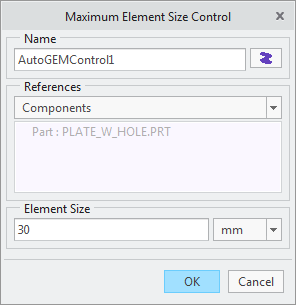 Maximum Element Size Control
Name
AutoGEMControl1
References
Components
Part : PLATE_W_HOLE.PRT
Element Size
30
mm
OK
Cancel